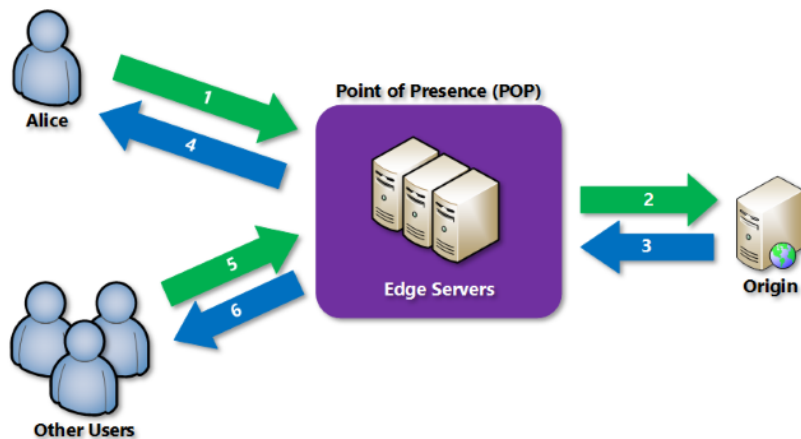 Point of Presence (POP)
1
Alice
4
2
3
5
Edge Servers
Origin
6
Other Users